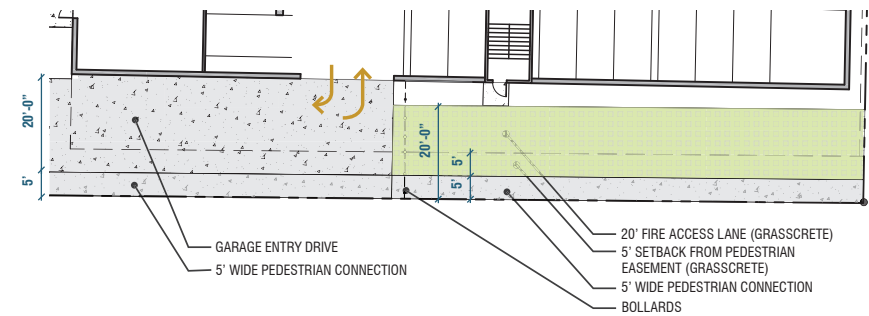 20'-0"
5'
20'-0"
5'
5'
GARAGE ENTRY DRIVE
5' WIDE PEDESTRIAN CONNECTION
20' FIRE ACCESS LANE (GRASSCRETE)
5' SETBACK FROM PEDESTRIAN
EASEMENT (GRASSCRETE)
5' WIDE PEDESTRIAN CONNECTION
BOLLARDS